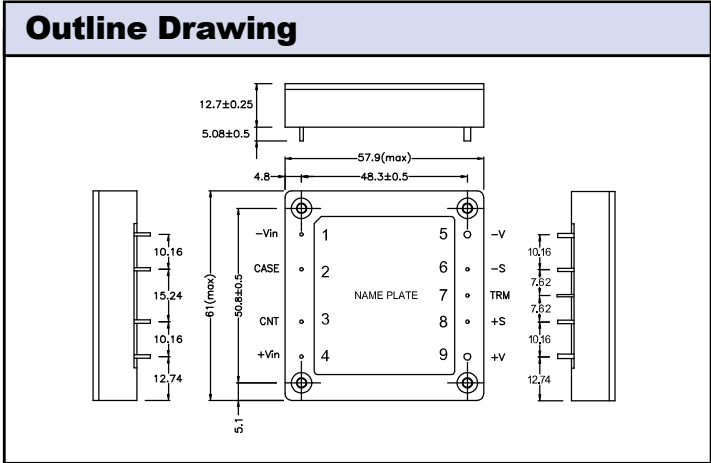 Outline Drawing
12.7±0.25
5.08±0.5
57.9(max)
4.8
48.3±0.5
-Vin 1 5 -V
CASE 2 6 -S
NAME PLATE 7 TRM
CNT 3 8 +S
+Vin 4 9 +V
61(max)
50.8±0.5
5.1
10.16
15.24
10.16
12.74
10.16
7.62
7.62
10.16
12.74